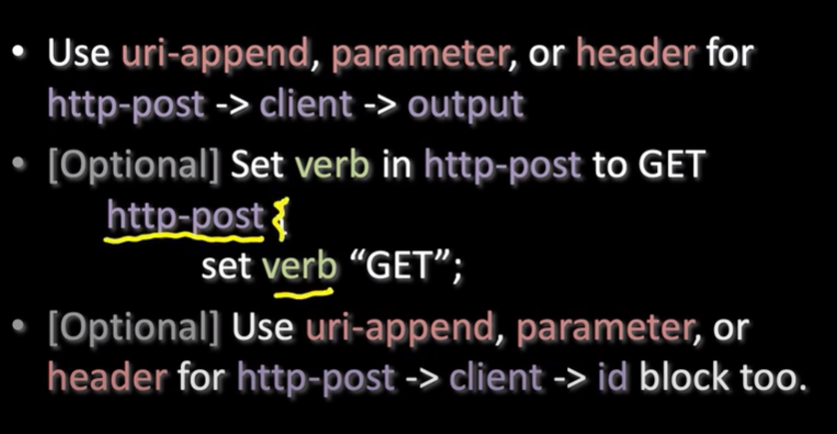 • Use uri-append, parameter, or header for
http-post -> client -> output
• [Optional] Set verb in http-post to GET
http-post {
set verb “GET”;
• [Optional] Use uri-append, parameter, or
header for http-post -> client -> id block too.